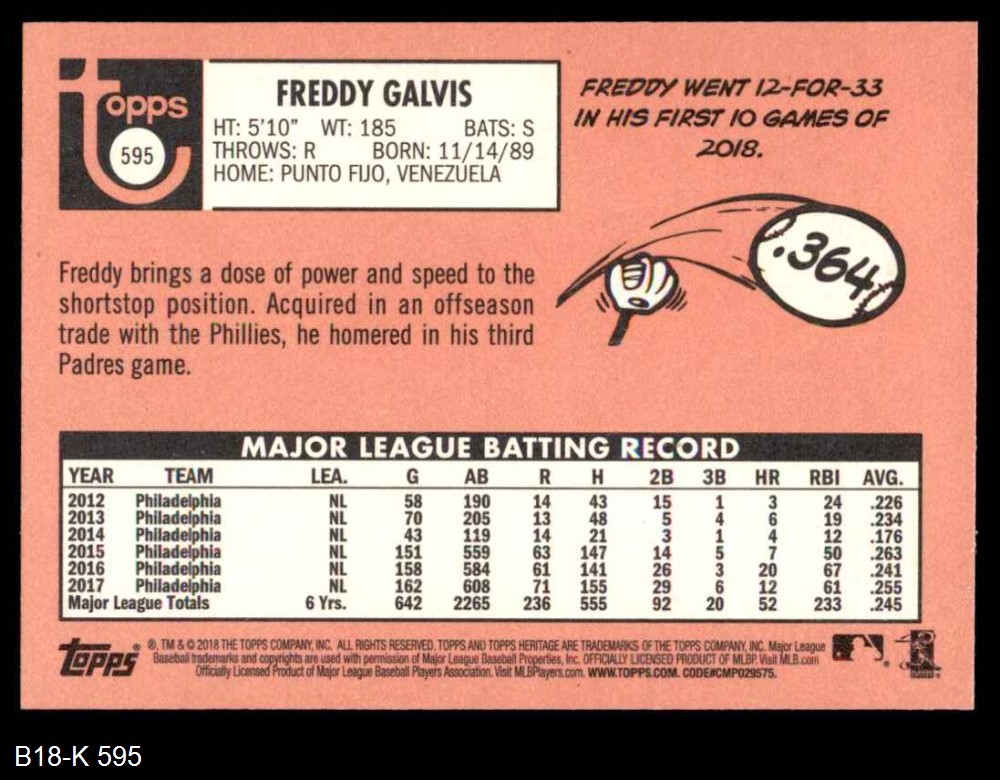 Topps
595
FREDDY GALVIS
HT: 5'10" WT: 185 BATS: S
THROWS: R BORN: 11/14/89
HOME: PUNTO FIJO, VENEZUELA
FREDDY WENT 12-FOR-33
IN HIS FIRST 10 GAMES OF
2018.
.364
Freddy brings a dose of power and speed to the
shortstop position. Acquired in an offseason
trade with the Phillies, he homered in his third
Padres game.
MAJOR LEAGUE BATTING RECORD
YEAR TEAM LEA. G AB R H 2B 3B HR RBI AVG.
2012 Philadelphia NL 58 190 14 43 15 1 3 24 .226
2013 Philadelphia NL 70 205 13 48 5 4 6 19 .234
2014 Philadelphia NL 43 119 14 21 3 1 4 12 .176
2015 Philadelphia NL 151 559 63 147 14 5 7 50 .263
2016 Philadelphia NL 158 584 61 141 26 3 20 67 .241
2017 Philadelphia NL 162 608 71 155 29 6 12 61 .255
Major League Totals 6 Yrs. 642 2265 236 555 92 20 52 233 .245
Topps® ®, TM & © 2018 THE TOPPS COMPANY, INC. ALL RIGHTS RESERVED. TOPPS AND TOPPS HERITAGE ARE TRADEMARKS OF THE TOPPS COMPANY, INC. Major League
Baseball trademarks and copyrights are used with permission of Major League Baseball Properties, Inc. OFFICIALLY LICENSED PRODUCT OF MLBP. Visit MLB.com
Officially Licensed Product of Major League Baseball Players Association. Visit MLBPlayers.com. WWW.TOPPS.COM. CODE#CMP029575.
B18-K 595